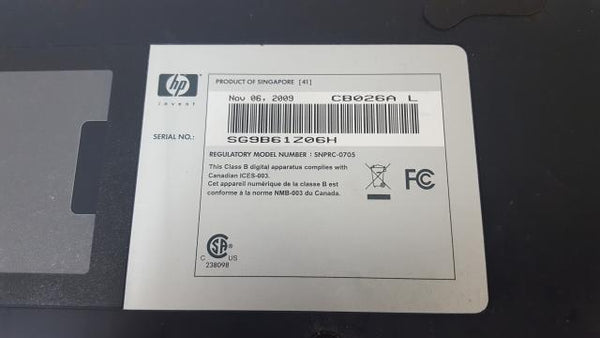 hp
invent
PRODUCT OF SINGAPORE [41]
Nov 06, 2009 CB026A L
SERIAL NO.:
SG9B61Z06H
REGULATORY MODEL NUMBER : SNPRC-0705
This Class B digital apparatus complies with
Canadian ICES-003.
Cet appareil numérique de la classe B est
conforme à la norme NMB-003 du Canada.
FC
C SA ® US
238098